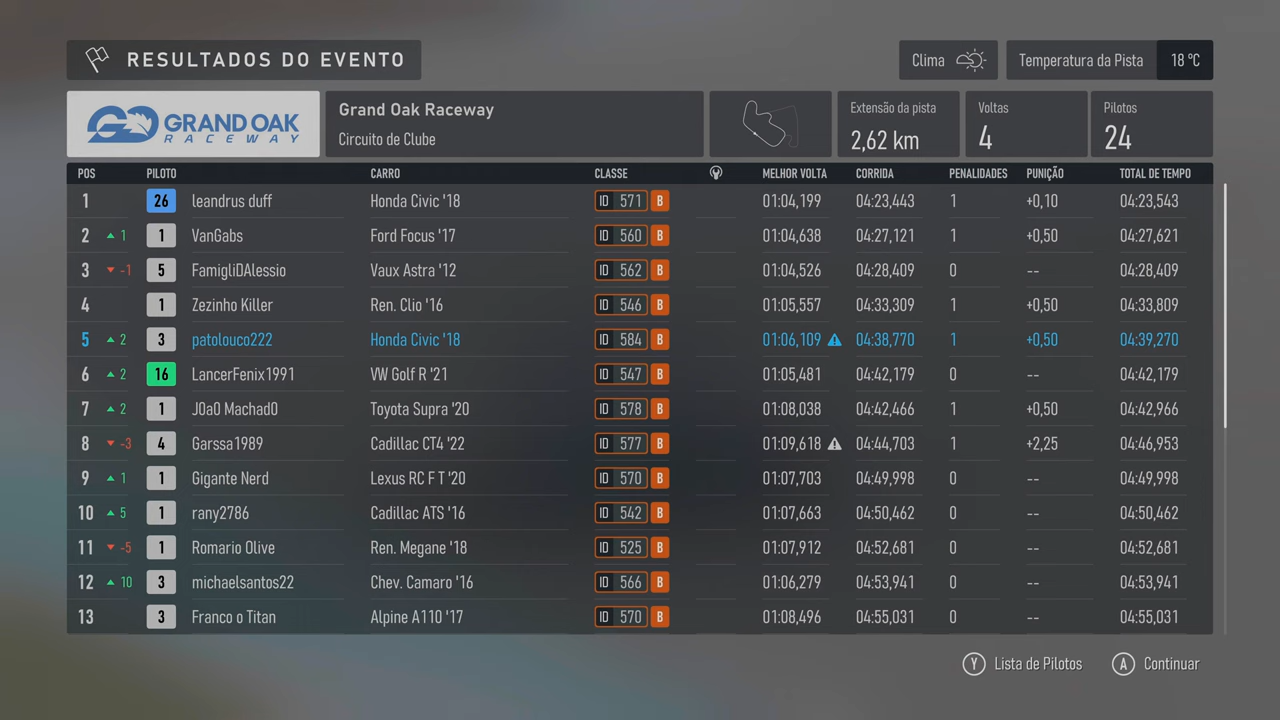 RESULTADOS DO EVENTO
Clima
Temperatura da Pista 18 ºC
GRAND OAK
RACEWAY
Grand Oak Raceway
Circuito de Clube
Extensão da pista
2,62 km
Voltas
4
Pilotos
24
POS PILOTO CARRO CLASSE MELHOR VOLTA CORRIDA PENALIDADES PUNIÇÃO TOTAL DE TEMPO
1 26 leandrus duff Honda Civic '18 ID 571 B 01:04,199 04:23,443 1 +0,10 04:23,543
2 1 1 VanGabs Ford Focus '17 ID 560 B 01:04,638 04:27,121 1 +0,50 04:27,621
3 -1 5 FamigliDAlessio Vaux Astra '12 ID 562 B 01:04,526 04:28,409 0 -- 04:28,409
4 1 Zezinho Killer Ren. Clio '16 ID 546 B 01:05,557 04:33,309 1 +0,50 04:33,809
5 2 3 patolouco222 Honda Civic '18 ID 584 B 01:06,109 04:38,770 1 +0,50 04:39,270
6 2 16 LancerFenix1991 VW Golf R '21 ID 547 B 01:05,481 04:42,179 0 -- 04:42,179
7 2 1 J0a0 Machad0 Toyota Supra '20 ID 578 B 01:08,038 04:42,466 1 +0,50 04:42,966
8 -3 4 Garssa1989 Cadillac CT4 '22 ID 577 B 01:09,618 04:44,703 1 +2,25 04:46,953
9 1 1 Gigante Nerd Lexus RC F T '20 ID 570 B 01:07,703 04:49,998 0 -- 04:49,998
10 5 1 rany2786 Cadillac ATS '16 ID 542 B 01:07,663 04:50,462 0 -- 04:50,462
11 -5 1 Romario Olive Ren. Megane '18 ID 525 B 01:07,912 04:52,681 0 -- 04:52,681
12 10 3 michaelsantos22 Chev. Camaro '16 ID 566 B 01:06,279 04:53,941 0 -- 04:53,941
13 3 Franco o Titan Alpine A110 '17 ID 570 B 01:08,496 04:55,031 0 -- 04:55,031
Y Lista de Pilotos A Continuar